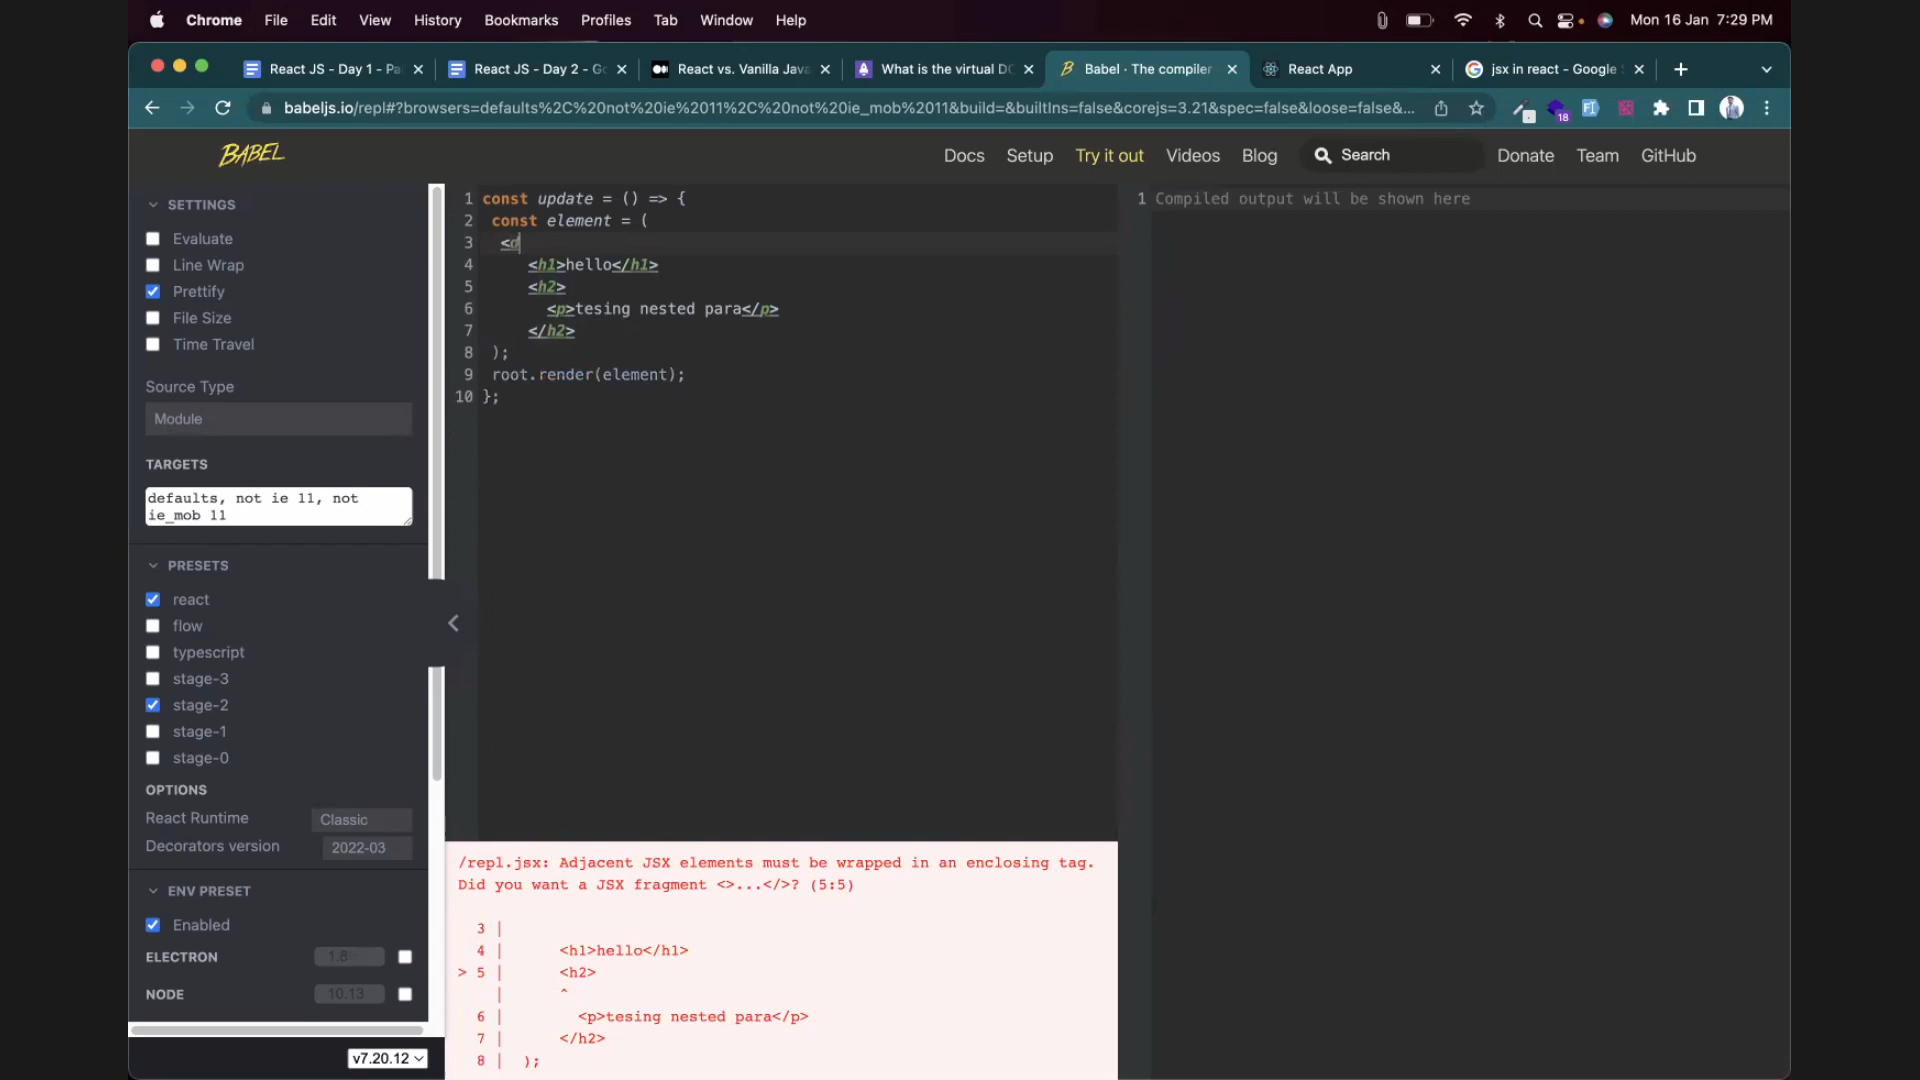 Chrome File Edit View History Bookmarks Profiles Tab Window Help Mon 16 Jan 7:29 PM
React JS - Day 1 - Pa React JS - Day 2 - Go React vs. Vanilla Java What is the virtual DO Babel · The compiler React App jsx in react - Google
babeljs.io/repl#?browsers=defaults%2C%20not%20ie%2011%2C%20not%20ie_mob%2011&build=&builtIns=false&corejs=3.21&spec=false&loose=false&... 18
BABEL Docs Setup Try it out Videos Blog Search Donate Team GitHub
SETTINGS
Evaluate
Line Wrap
Prettify
File Size
Time Travel
Source Type
Module
TARGETS
defaults, not ie 11, not
ie_mob 11
PRESETS
react
flow
typescript
stage-3
stage-2
stage-1
stage-0
OPTIONS
React Runtime Classic
Decorators version 2022-03
ENV PRESET
Enabled
ELECTRON 1.8
NODE 10.13
v7.20.12
1 const update = () => {
2 const element = (
3 <d
4 <h1>hello</h1>
5 <h2>
6 <p>tesing nested para</p>
7 </h2>
8 );
9 root.render(element);
10 };
1 Compiled output will be shown here
/repl.jsx: Adjacent JSX elements must be wrapped in an enclosing tag.
Did you want a JSX fragment <>...</>? (5:5)
3 |
4 | <h1>hello</h1>
> 5 | <h2>
| ^
6 | <p>tesing nested para</p>
7 | </h2>
8 | );